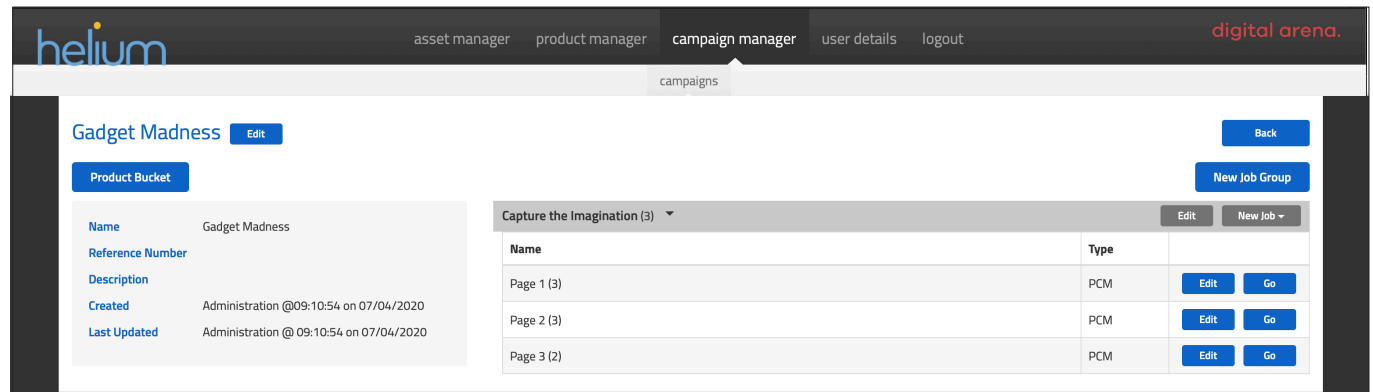 helium
asset manager product manager campaign manager user details logout
digital arena.
campaigns
Gadget Madness Edit
Back
Product Bucket
New Job Group
Name Gadget Madness
Reference Number
Description
Created Administration @09:10:54 on 07/04/2020
Last Updated Administration @ 09:10:54 on 07/04/2020
Capture the Imagination (3) Edit New Job
Name Type
Page 1 (3) PCM Edit Go
Page 2 (3) PCM Edit Go
Page 3 (2) PCM Edit Go